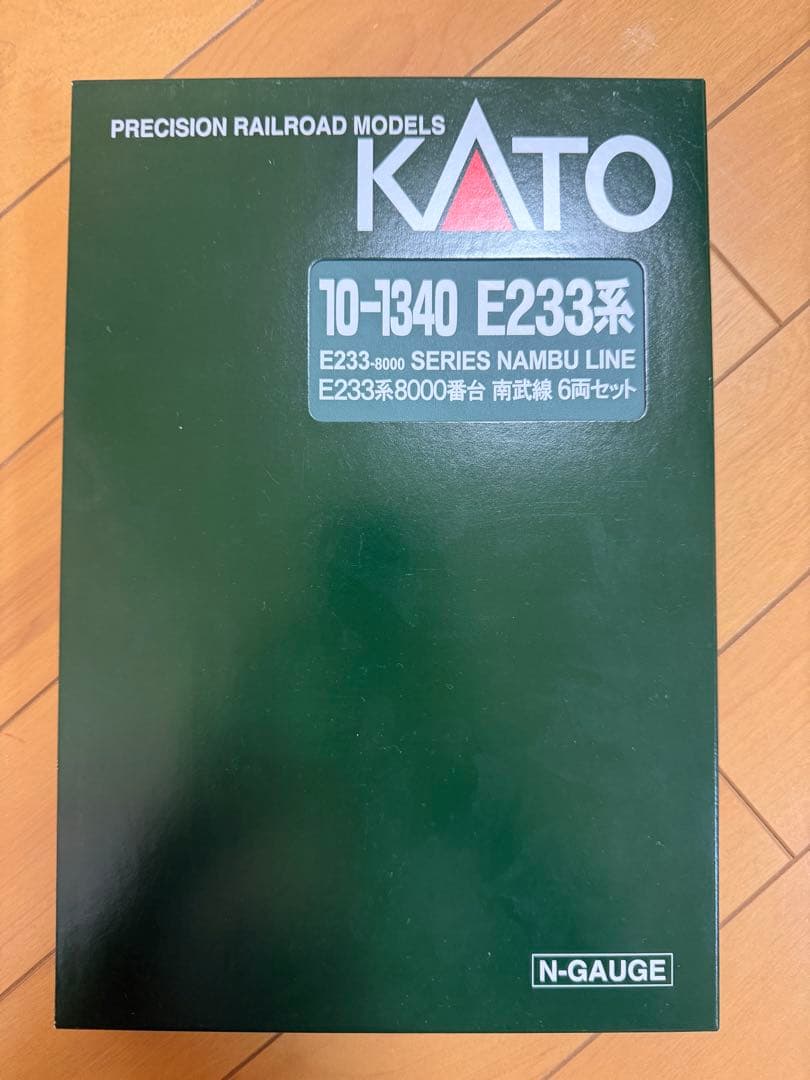 PRECISION RAILROAD MODELS
KATO
10-1340 E233系
E233-8000 SERIES NAMBU LINE
E233系8000番台 南武線 6両セット
N-GAUGE